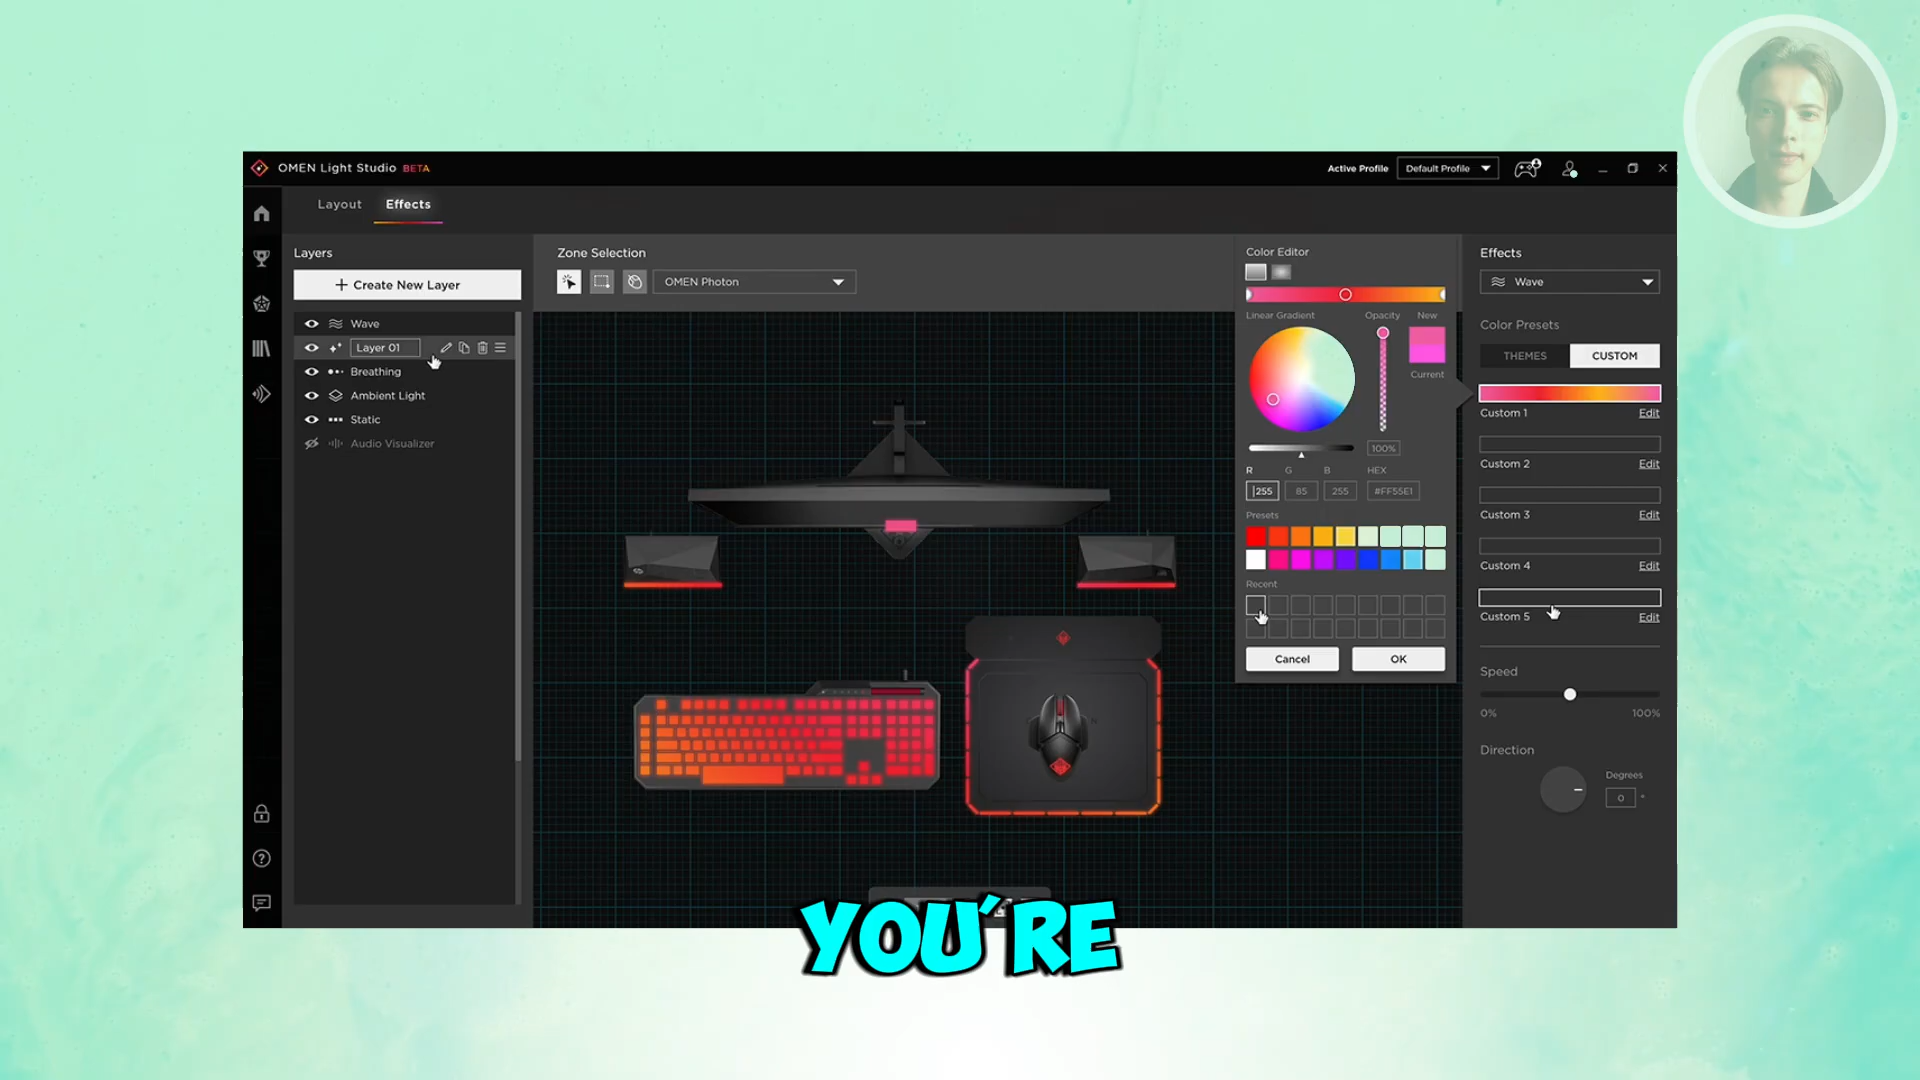 OMEN Light Studio BETA
Active Profile
Default Profile
Layout
Effects
Layers
+ Create New Layer
Wave
Layer 01
Breathing
Ambient Light
Static
Audio Visualizer
Zone Selection
OMEN Photon
Color Editor
Linear Gradient
Opacity
New
Current
100%
R
G
B
HEX
255
85
255
#FF55E1
Presets
Recent
Cancel
OK
Effects
Wave
Color Presets
THEMES
CUSTOM
Custom 1
Edit
Custom 2
Edit
Custom 3
Edit
Custom 4
Edit
Custom 5
Edit
Speed
0%
100%
Direction
Degrees
0 °
YOU'RE